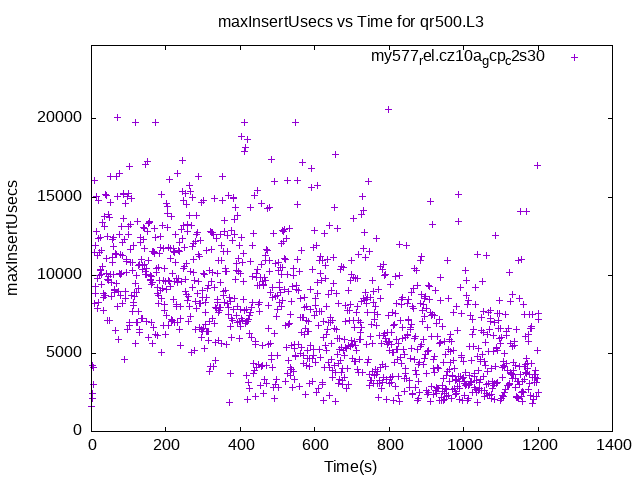 maxInsertUsecs vs Time for qr500.L3
my577rel.cz10agcpc2s30
20000
15000
10000
5000
0
maxInsertUsecs
0 200 400 600 800 1000 1200 1400
Time(s)